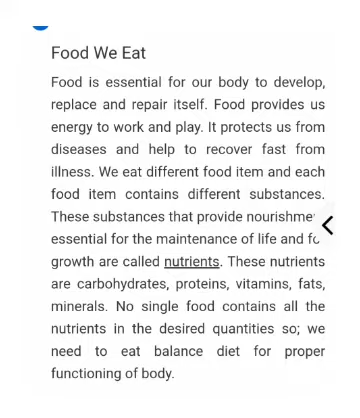 Food We Eat
Food is essential for our body to develop,
replace and repair itself. Food provides us
energy to work and play. It protects us from
diseases and help to recover fast from
illness. We eat different food item and each
food item contains different substances.
These substances that provide
essential for the maintenance of life and
growth are called nutrients. These nutrients
are carbohydrates, proteins, vitamins, fats,
minerals. No single food contains all the
nutrients in the desired quantities so; we
need to eat balance diet for proper
functioning of body.